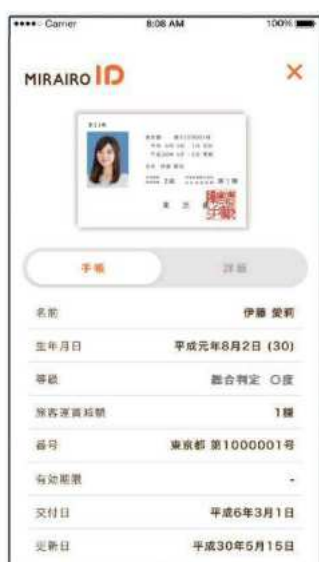 Carrier 8:08 AM 100%
MIRAIRO ID
×
手帳 詳細
名前 伊藤 愛莉
生年月日 平成元年8月2日 (30)
等級 総合判定 〇度
旅客運賃減額 1種
番号 東京都 第1000001号
有効期限 -
交付日 平成6年3月1日
更新日 平成30年5月15日